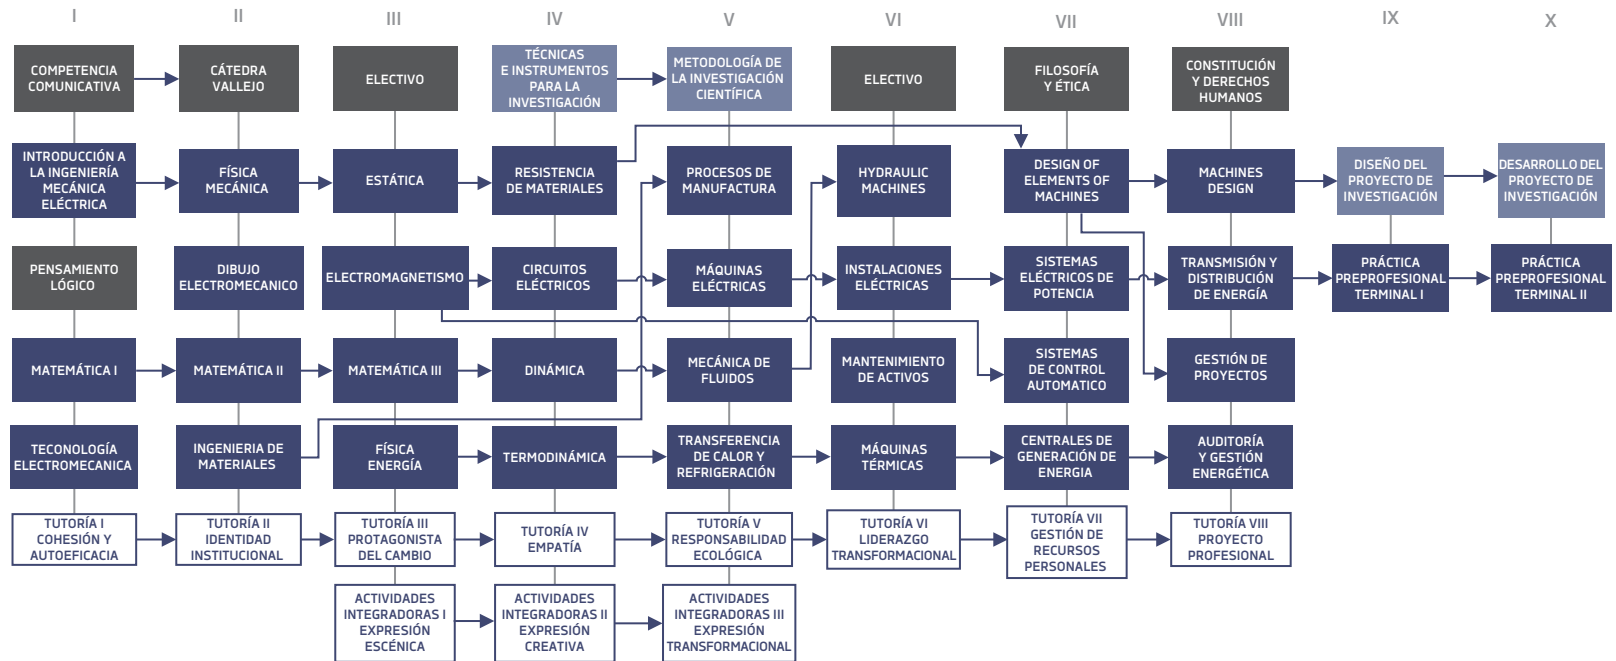 I
II
III
IV
V
VI
VII
VIII
IX
X
COMPETENCIA
COMUNICATIVA
CÁTEDRA
VALLEJO
ELECTIVO
TÉCNICAS
E INSTRUMENTOS
PARA LA
INVESTIGACIÓN
METODOLOGÍA DE
LA INVESTIGACIÓN
CIENTÍFICA
ELECTIVO
FILOSOFÍA
Y ÉTICA
CONSTITUCIÓN
Y DERECHOS
HUMANOS
INTRODUCCIÓN A
LA INGENIERÍA
MECÁNICA
ELÉCTRICA
FÍSICA
MECÁNICA
ESTÁTICA
RESISTENCIA
DE MATERIALES
PROCESOS DE
MANUFACTURA
HYDRAULIC
MACHINES
DESIGN OF
ELEMENTS OF
MACHINES
MACHINES
DESIGN
DISEÑO DEL
PROYECTO DE
INVESTIGACIÓN
DESARROLLO DEL
PROYECTO DE
INVESTIGACIÓN
PENSAMIENTO
LÓGICO
DIBUJO
ELECTROMECANICO
ELECTROMAGNETISMO
CIRCUITOS
ELÉCTRICOS
MÁQUINAS
ELÉCTRICAS
INSTALACIONES
ELÉCTRICAS
SISTEMAS
ELÉCTRICOS DE
POTENCIA
TRANSMISIÓN Y
DISTRIBUCIÓN
DE ENERGÍA
PRÁCTICA
PREPROFESIONAL
TERMINAL I
PRÁCTICA
PREPROFESIONAL
TERMINAL II
MATEMÁTICA I
MATEMÁTICA II
MATEMÁTICA III
DINÁMICA
MECÁNICA DE
FLUIDOS
MANTENIMIENTO
DE ACTIVOS
SISTEMAS
DE CONTROL
AUTOMATICO
GESTIÓN DE
PROYECTOS
TECONOLOGÍA
ELECTROMECANICA
INGENIERIA DE
MATERIALES
FÍSICA
ENERGÍA
TERMODINÁMICA
TRANSFERENCIA
DE CALOR Y
REFRIGERACIÓN
MÁQUINAS
TÉRMICAS
CENTRALES DE
GENERACIÓN DE
ENERGIA
AUDITORÍA
Y GESTIÓN
ENERGÉTICA
TUTORÍA I
COHESIÓN Y
AUTOEFICACIA
TUTORÍA II
IDENTIDAD
INSTITUCIONAL
TUTORÍA III
PROTAGONISTA
DEL CAMBIO
TUTORÍA IV
EMPATÍA
TUTORÍA V
RESPONSABILIDAD
ECOLÓGICA
TUTORÍA VI
LIDERAZGO
TRANSFORMACIONAL
TUTORÍA VII
GESTIÓN DE
RECURSOS
PERSONALES
TUTORÍA VIII
PROYECTO
PROFESIONAL
ACTIVIDADES
INTEGRADORAS I
EXPRESIÓN
ESCÉNICA
ACTIVIDADES
INTEGRADORAS II
EXPRESIÓN
CREATIVA
ACTIVIDADES
INTEGRADORAS III
EXPRESIÓN
TRANSFORMACIONAL